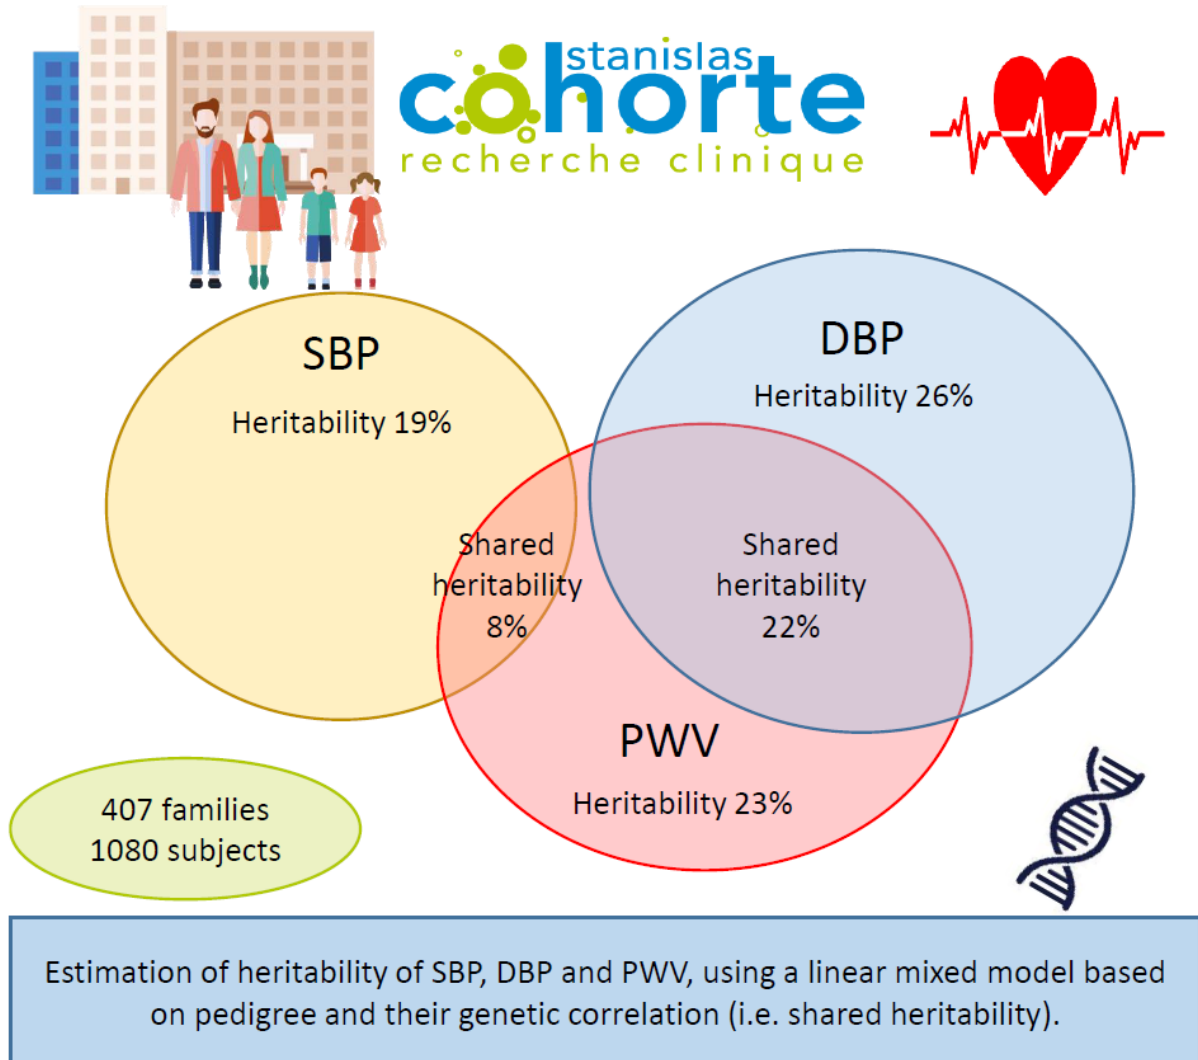 stanislas
cohorte
recherche clinique
SBP
Heritability 19%
DBP
Heritability 26%
Shared
heritability
8%
Shared
heritability
22%
PWV
Heritability 23%
407 families
1080 subjects
Estimation of heritability of SBP, DBP and PWV, using a linear mixed model based
on pedigree and their genetic correlation (i.e. shared heritability).